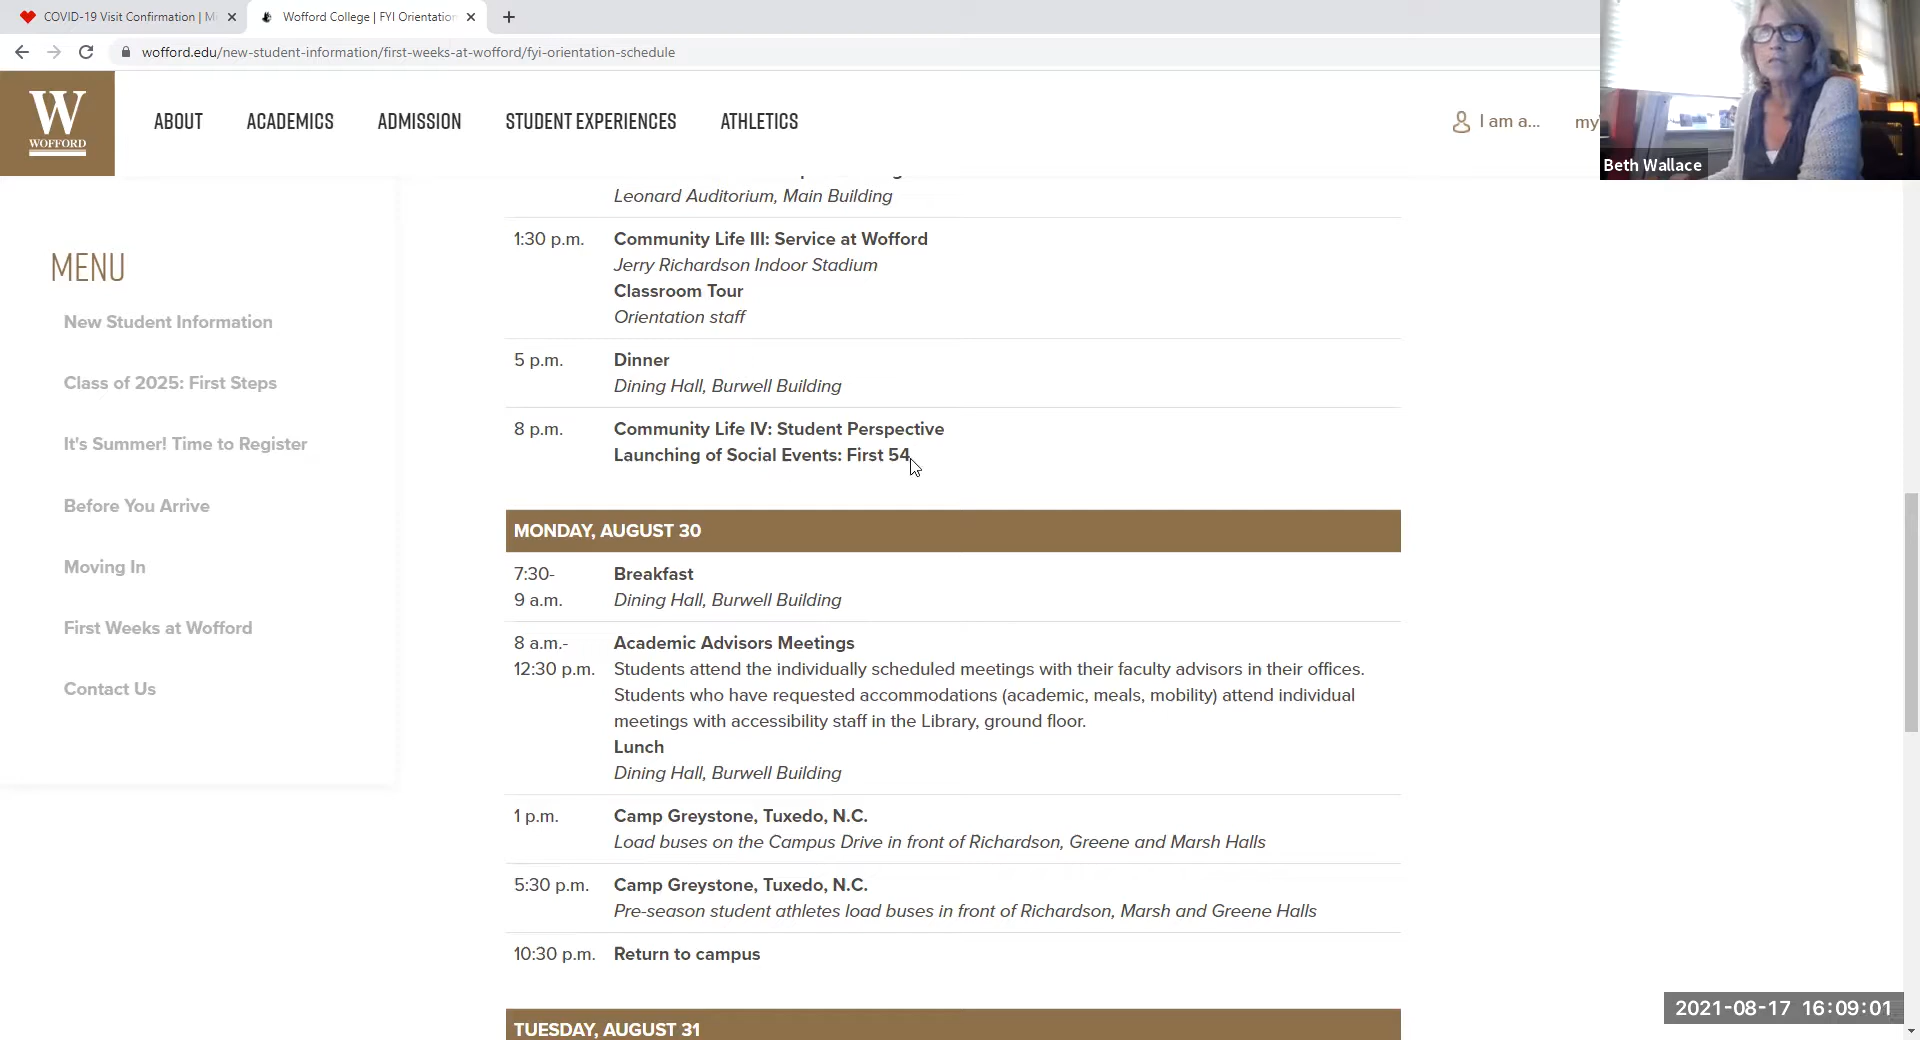 COVID-19 Visit Confirmation |
Wofford College | FYI Orientation
wofford.edu/new-student-information/first-weeks-at-wofford/fyi-orientation-schedule
W
WOFFORD
ABOUT
ACADEMICS
ADMISSION
STUDENT EXPERIENCES
ATHLETICS
I am a...
my
Beth Wallace
MENU
New Student Information
Class of 2025: First Steps
It's Summer! Time to Register
Before You Arrive
Moving In
First Weeks at Wofford
Contact Us
Leonard Auditorium, Main Building
1:30 p.m. Community Life III: Service at Wofford
Jerry Richardson Indoor Stadium
Classroom Tour
Orientation staff
5 p.m. Dinner
Dining Hall, Burwell Building
8 p.m. Community Life IV: Student Perspective
Launching of Social Events: First 54
MONDAY, AUGUST 30
7:30- Breakfast
9 a.m. Dining Hall, Burwell Building
8 a.m.- Academic Advisors Meetings
12:30 p.m. Students attend the individually scheduled meetings with their faculty advisors in their offices.
Students who have requested accommodations (academic, meals, mobility) attend individual
meetings with accessibility staff in the Library, ground floor.
Lunch
Dining Hall, Burwell Building
1 p.m. Camp Greystone, Tuxedo, N.C.
Load buses on the Campus Drive in front of Richardson, Greene and Marsh Halls
5:30 p.m. Camp Greystone, Tuxedo, N.C.
Pre-season student athletes load buses in front of Richardson, Marsh and Greene Halls
10:30 p.m. Return to campus
TUESDAY, AUGUST 31
2021-08-17 16:09:01